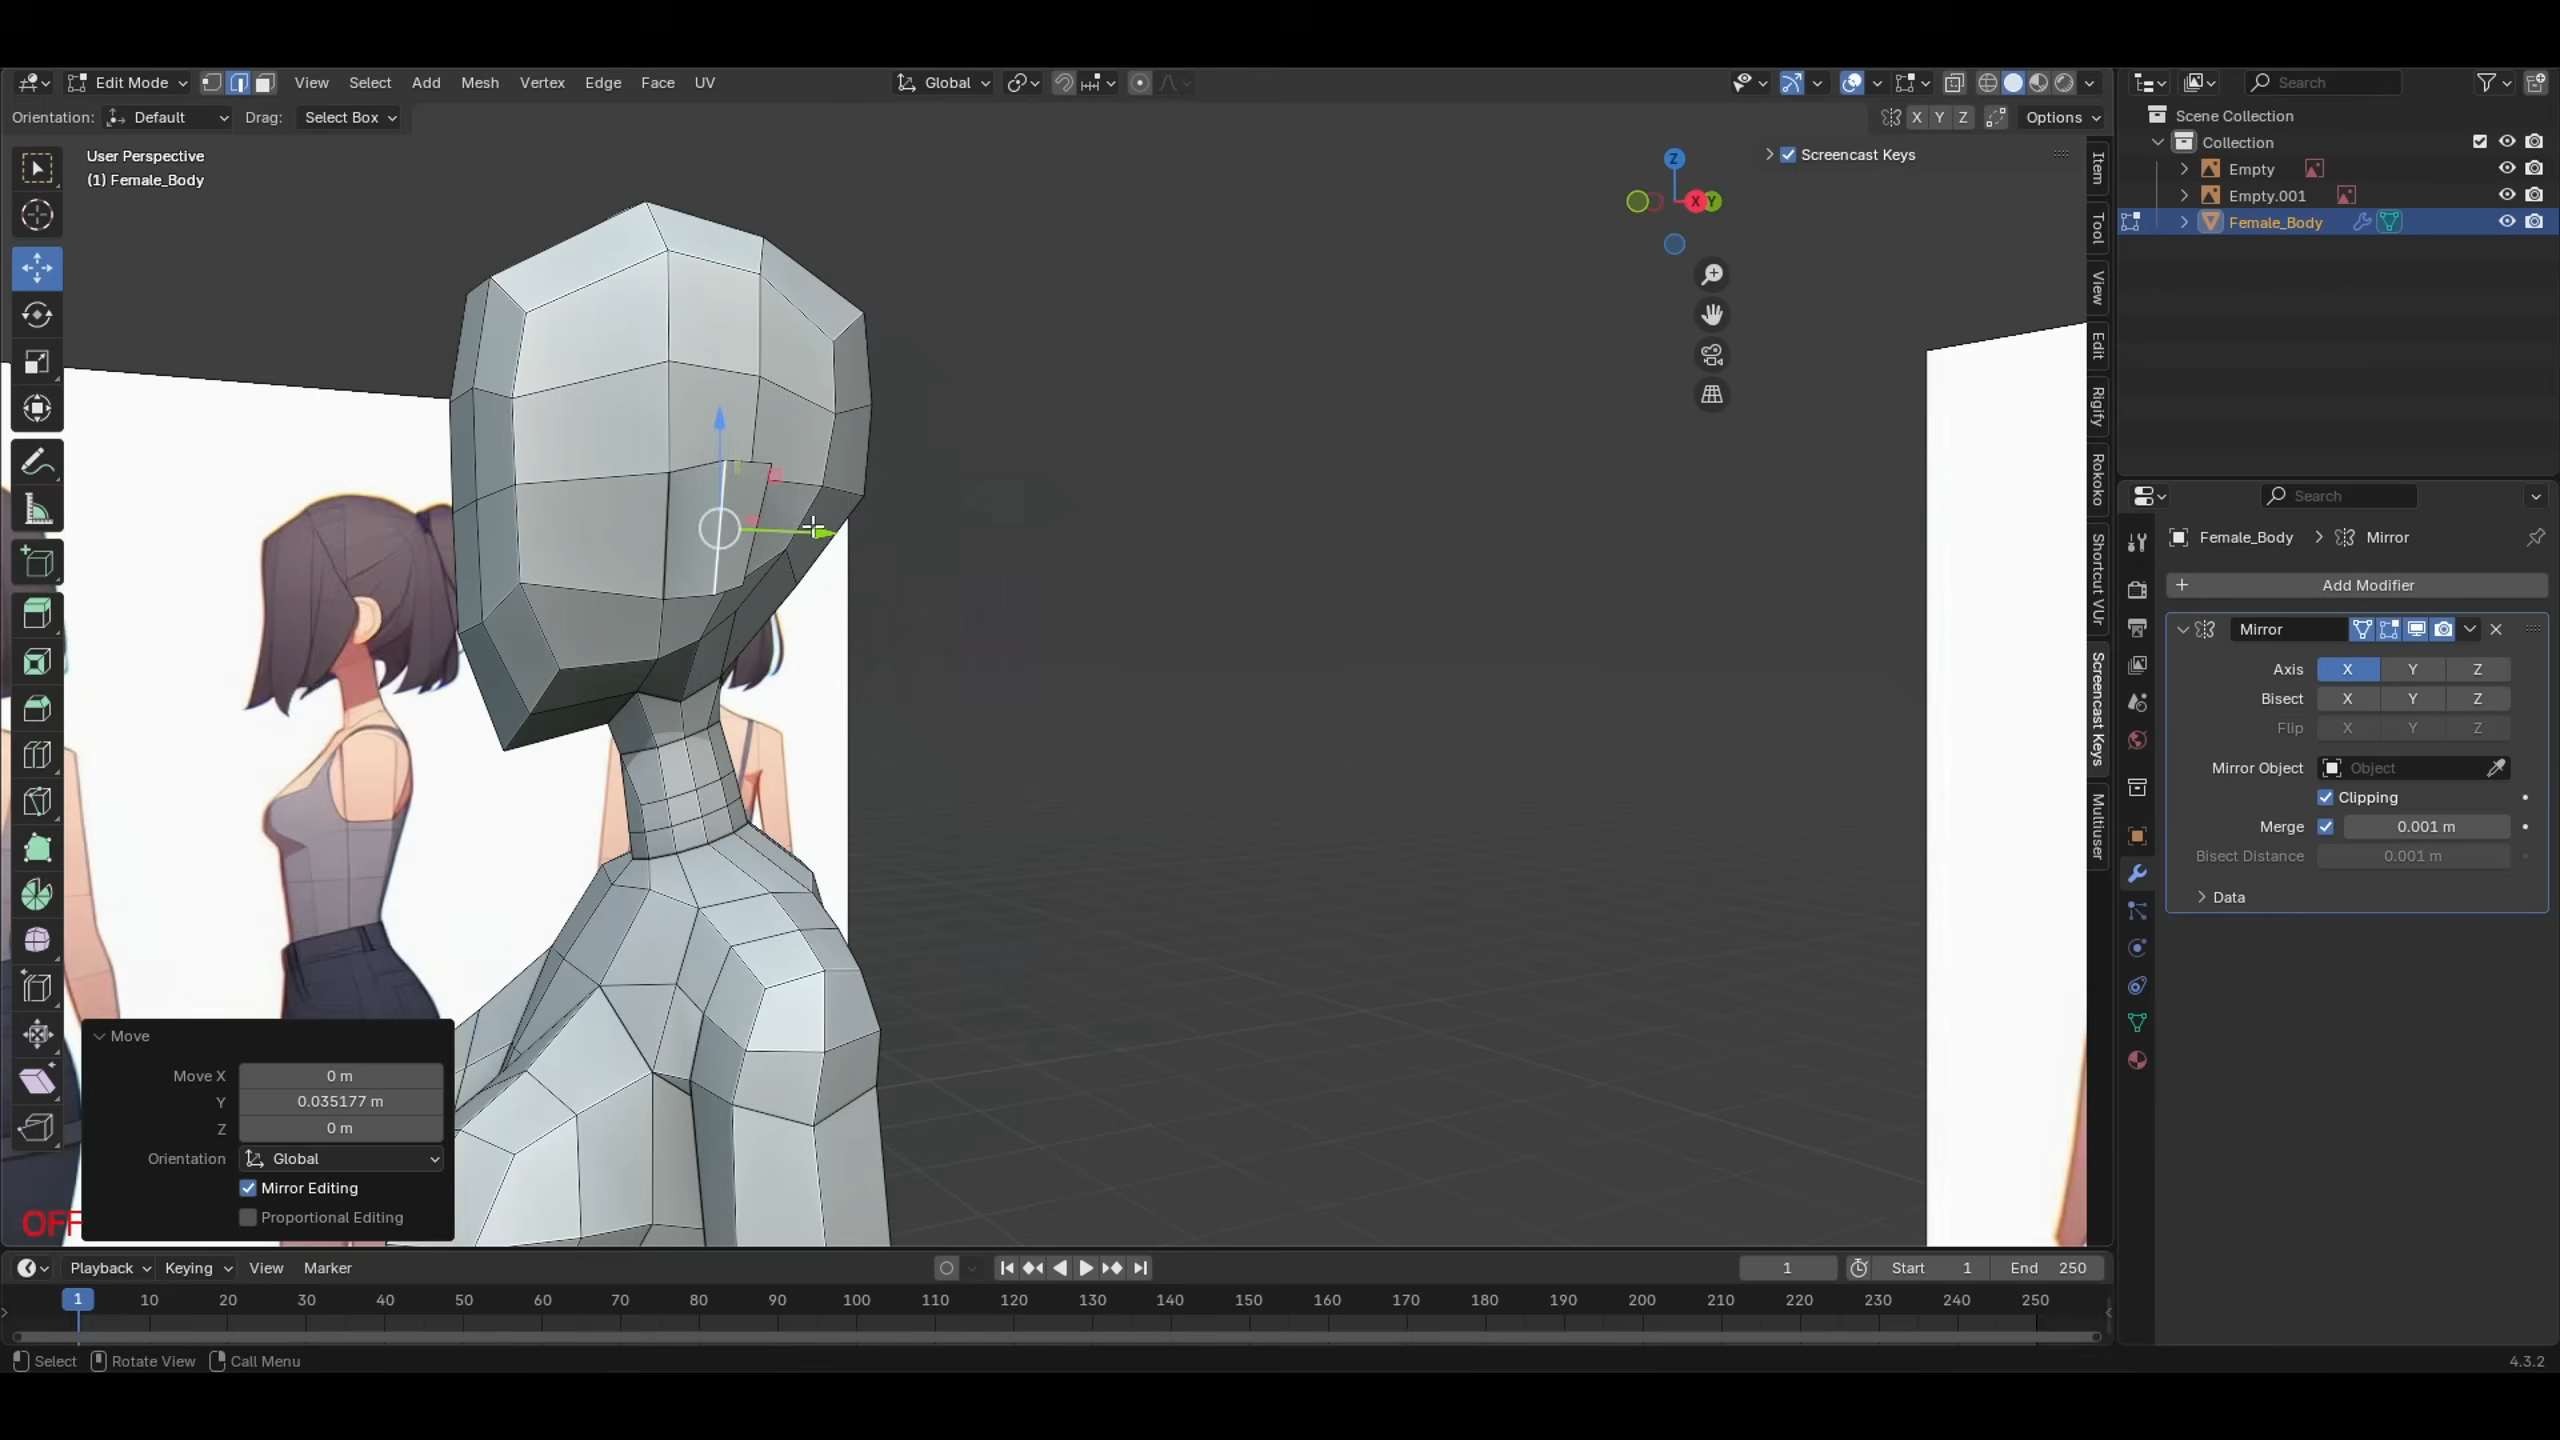 Edit Mode View Select Add Mesh Vertex Edge Face UV Global
Search
Orientation: Default Drag: Select Box X Y Z Options
User Perspective
(1) Female_Body
Screencast Keys
Z
X Y
Item
Tool
View
Edit
Rigify
Rokoko
Shortcut VUr
Screencast Keys
Multiuser
Scene Collection
Collection
Empty
Empty.001
Female_Body
Search
Female_Body > Mirror
+ Add Modifier
Mirror
Axis X Y Z
Bisect X Y Z
Flip X Y Z
Mirror Object Object
Clipping
Merge 0.001 m
Bisect Distance 0.001 m
Data
Move
Move X 0 m
Y 0.035177 m
Z 0 m
Orientation Global
Mirror Editing
Proportional Editing
OFF
Playback Keying View Marker 1 Start 1 End 250
1 10 20 30 40 50 60 70 80 90 100 110 120 130 140 150 160 170 180 190 200 210 220 230 240 250
Select Rotate View Call Menu 4.3.2